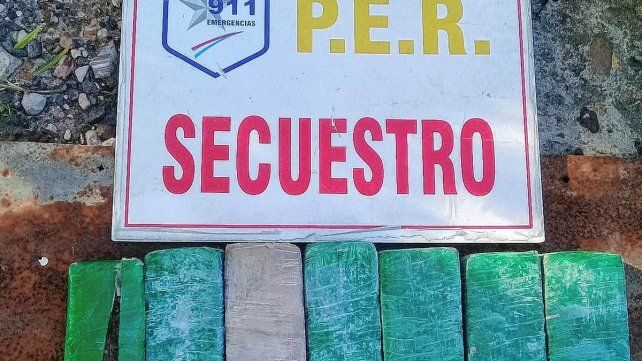 911
EMERGENCIAS
P.E.R.
SECUESTRO